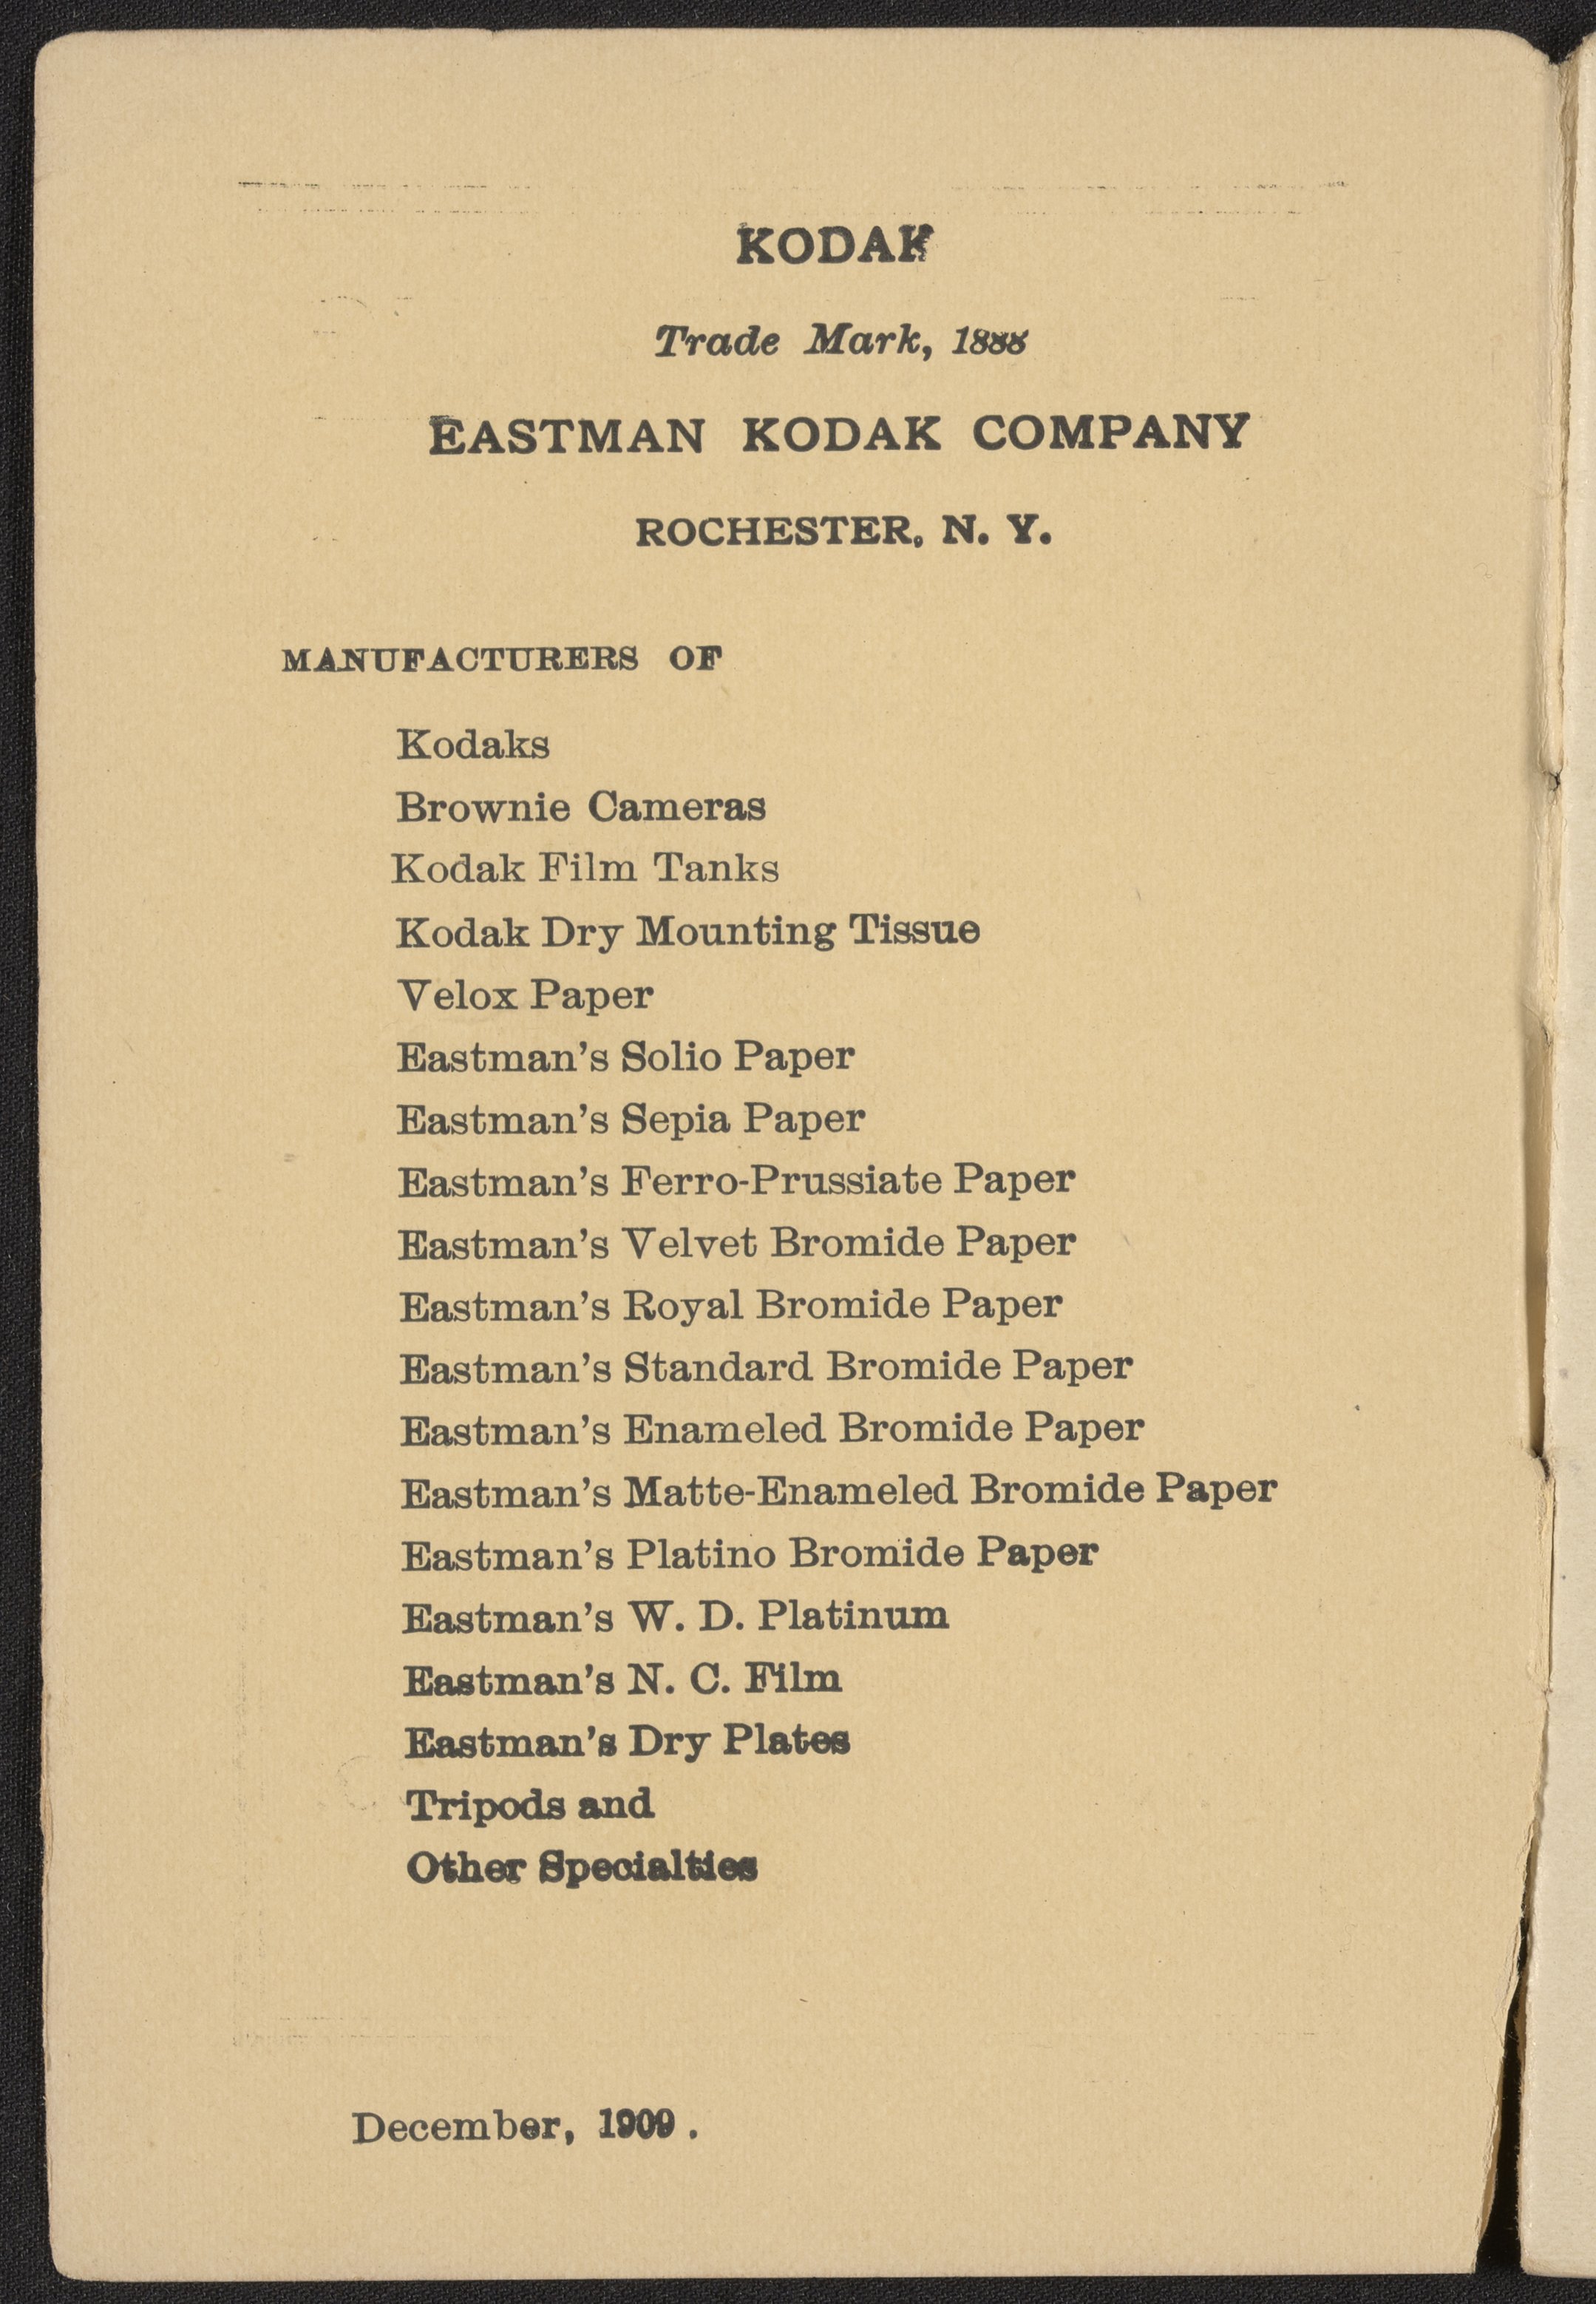 KODAK
Trade Mark, 1888
EASTMAN KODAK COMPANY
ROCHESTER, N. Y.
MANUFACTURERS OF
Kodaks
Brownie Cameras
Kodak Film Tanks
Kodak Dry Mounting Tissue
Velox Paper
Eastman's Solio Paper
Eastman's Sepia Paper
Eastman's Ferro-Prussiate Paper
Eastman's Velvet Bromide Paper
Eastman's Royal Bromide Paper
Eastman's Standard Bromide Paper
Eastman's Enameled Bromide Paper
Eastman's Matte-Enameled Bromide Paper
Eastman's Platino Bromide Paper
Eastman's W. D. Platinum
Eastman's N. C. Film
Eastman's Dry Plates
Tripods and
Other Specialties
December, 1909.